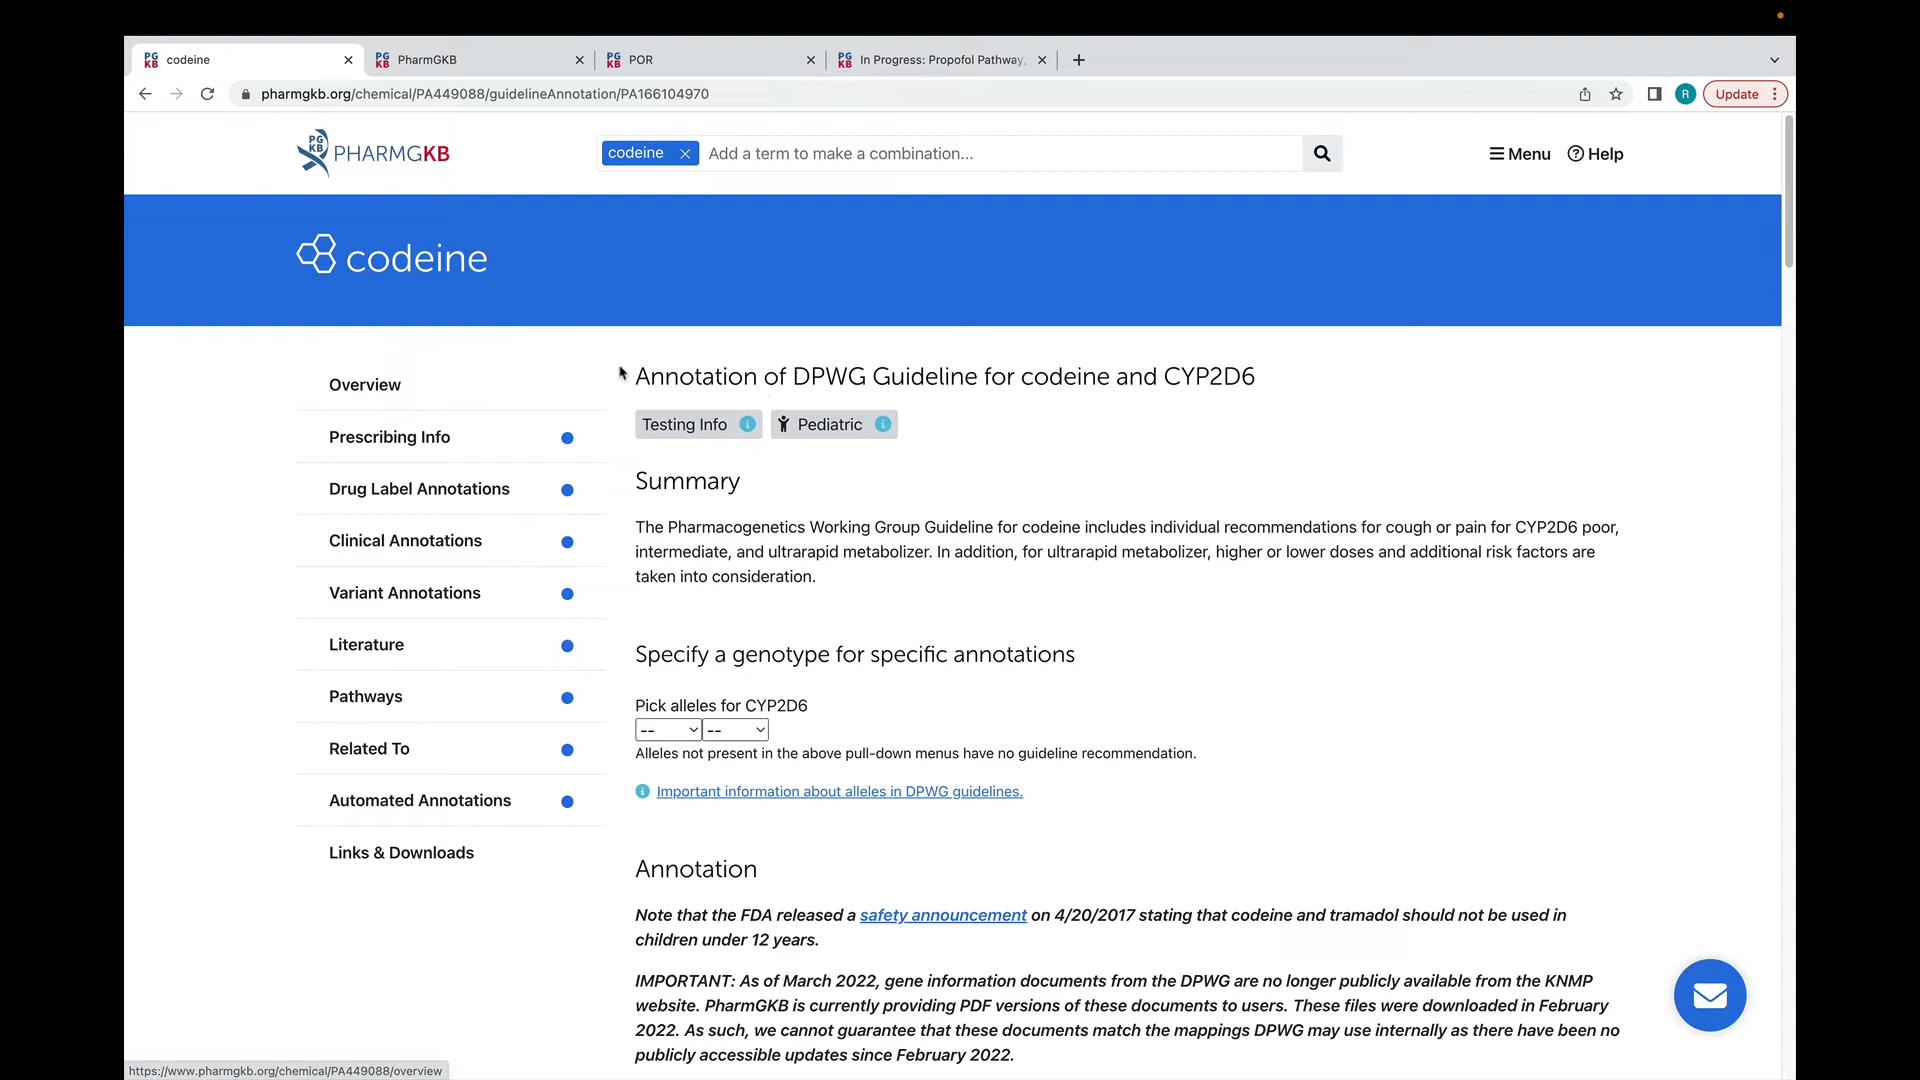 codeine
PharmGKB
POR
In Progress: Propofol Pathway,
pharmgkb.org/chemical/PA449088/guidelineAnnotation/PA166104970
R
Update
PG
KB
PHARMGKB
codeine
Add a term to make a combination...
Menu
Help
codeine
Overview
Prescribing Info
Drug Label Annotations
Clinical Annotations
Variant Annotations
Literature
Pathways
Related To
Automated Annotations
Links & Downloads
Annotation of DPWG Guideline for codeine and CYP2D6
Testing Info
Pediatric
Summary
The Pharmacogenetics Working Group Guideline for codeine includes individual recommendations for cough or pain for CYP2D6 poor,
intermediate, and ultrarapid metabolizer. In addition, for ultrarapid metabolizer, higher or lower doses and additional risk factors are
taken into consideration.
Specify a genotype for specific annotations
Pick alleles for CYP2D6
-- --
Alleles not present in the above pull-down menus have no guideline recommendation.
Important information about alleles in DPWG guidelines.
Annotation
Note that the FDA released a safety announcement on 4/20/2017 stating that codeine and tramadol should not be used in
children under 12 years.
IMPORTANT: As of March 2022, gene information documents from the DPWG are no longer publicly available from the KNMP
website. PharmGKB is currently providing PDF versions of these documents to users. These files were downloaded in February
2022. As such, we cannot guarantee that these documents match the mappings DPWG may use internally as there have been no
publicly accessible updates since February 2022.
https://www.pharmgkb.org/chemical/PA449088/overview